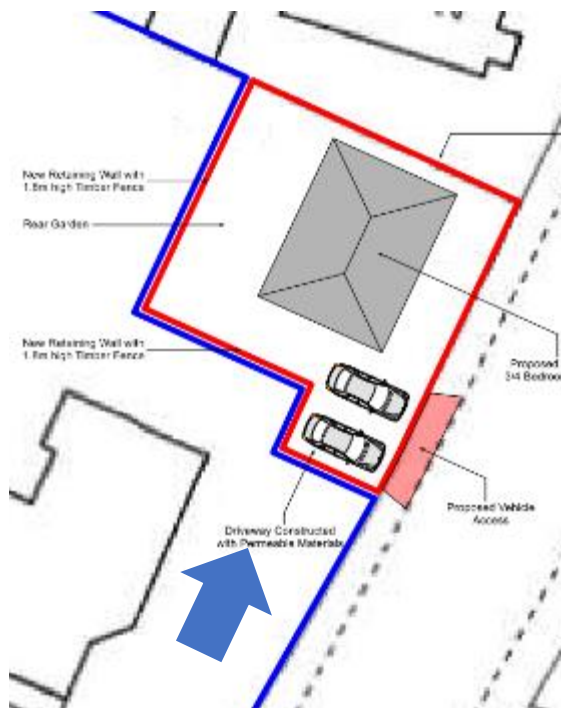 New Retaining Wall with
1.8m high Timber Fence
Rear Garden
New Retaining Wall with
1.8m high Timber Fence
Proposed
3/4 Bedroom
Proposed Vehicle
Access
Driveway Constructed
with Permeable Materials